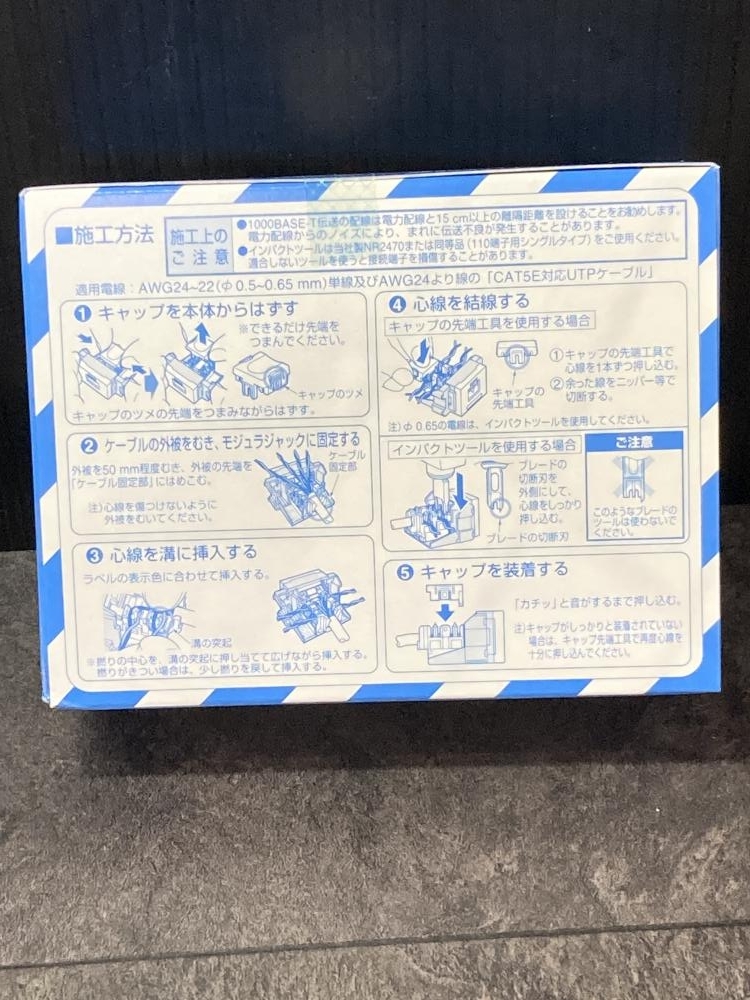 ■施工方法
施工上の
ご注意
●1000BASE-T伝送の配線は電力配線と15 cm以上の離隔距離を設けることをお勧めします。
電力配線からのノイズにより、まれに伝送不良が発生することがあります。
●インパクトツールは当社製NR2470または同等品(110端子用シングルタイプ)をご使用ください。
適合しないツールを使うと接続端子を損傷することがあります。
適用電線:AWG24~22(φ0.5~0.65 mm)単線及びAWG24より線の「CAT5E対応UTPケーブル」
❶ キャップを本体からはずす
※できるだけ先端を
つまんでください。
キャップのツメ
キャップのツメの先端をつまみながらはずす。
❷ ケーブルの外被をむき、モジュラジャックに固定する
外被を50 mm程度むき、外被の先端を
「ケーブル固定部」にはめこむ。
注)心線を傷つけないように
外被をむいてください。
ケーブル
固定部
❸ 心線を溝に挿入する
ラベルの表示色に合わせて挿入する。
溝の突起
※撚りの中心を、溝の突起に押し当てて広げながら挿入する。
撚りがきつい場合は、少し撚りを戻して挿入する。
❹ 心線を結線する
キャップの先端工具を使用する場合
キャップの
先端工具
①キャップの先端工具で
心線を1本ずつ押し込む。
②余った線をニッパー等で
切断する。
注)φ0.65の電線は、インパクトツールを使用してください。
インパクトツールを使用する場合
ブレードの
切断刃を
外側にして、
心線をしっかり
押し込む。
ブレードの切断刃
ご注意
このようなブレードの
ツールは使わないで
ください。
❺ キャップを装着する
「カチッ」と音がするまで押し込む。
注)キャップがしっかりと装着されていない
場合は、キャップ先端工具で再度心線を
十分に押し込んでください。